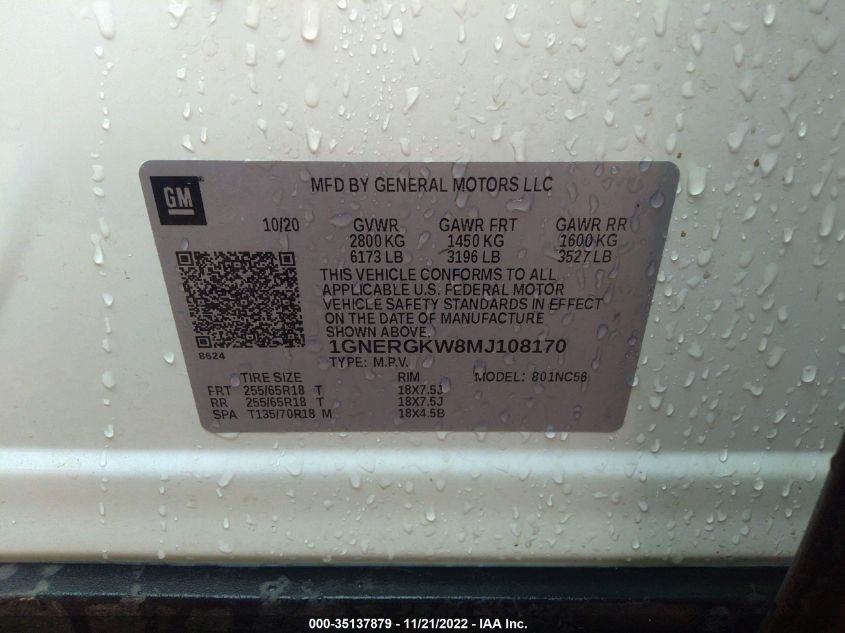 GM
MFD BY GENERAL MOTORS LLC
10/20 GVWR GAWR FRT GAWR RR
2800 KG 1450 KG 1600 KG
6173 LB 3196 LB 3527 LB
THIS VEHICLE CONFORMS TO ALL
APPLICABLE U.S. FEDERAL MOTOR
VEHICLE SAFETY STANDARDS IN EFFECT
ON THE DATE OF MANUFACTURE
SHOWN ABOVE.
8624
1GNERGKW8MJ108170
TYPE: M.P.V.
TIRE SIZE RIM MODEL: 801NC56
FRT 255/65R18 T 18X7.5J
RR 255/65R18 T 18X7.5J
SPA T135/70R18 M 18X4.5B
000-35137879 - 11/21/2022 - IAA Inc.